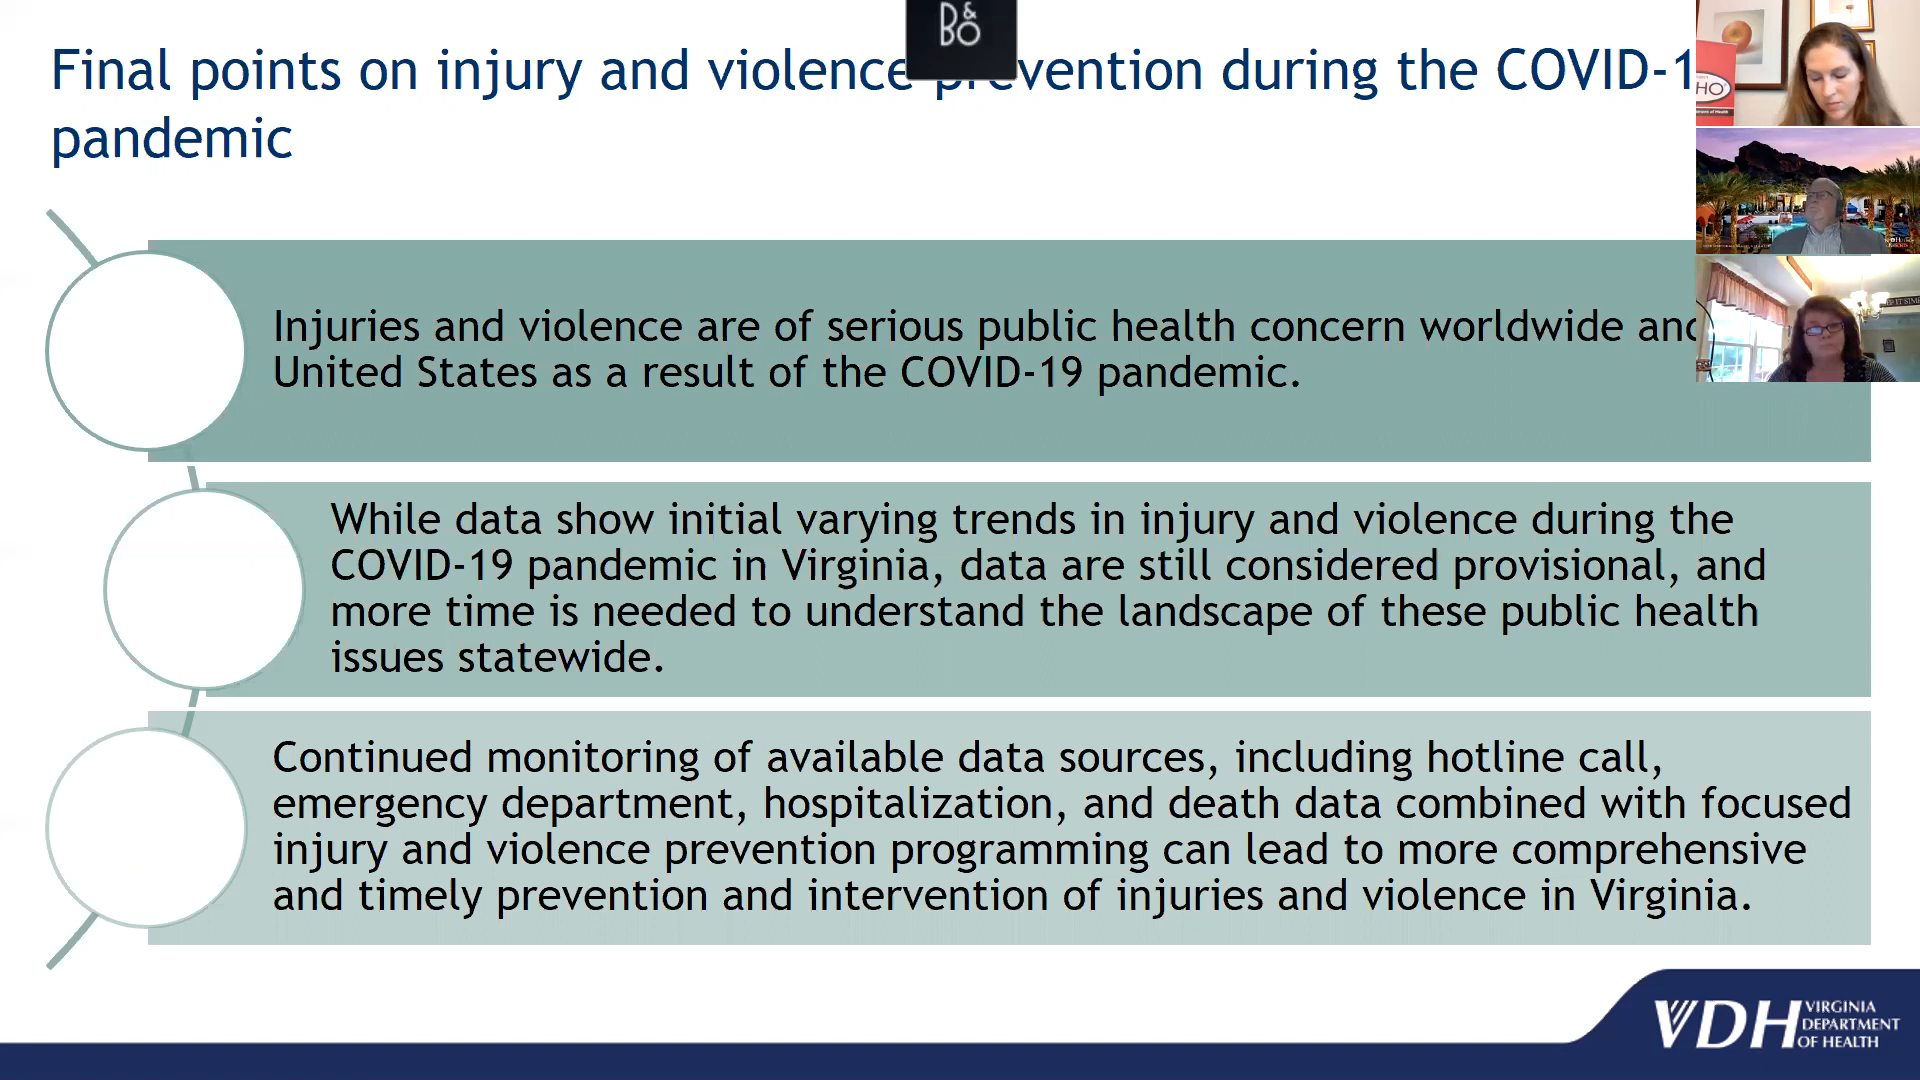 B&O
Final points on injury and violence prevention during the COVID-1
pandemic
HO
Injuries and violence are of serious public health concern worldwide and
United States as a result of the COVID-19 pandemic.
While data show initial varying trends in injury and violence during the
COVID-19 pandemic in Virginia, data are still considered provisional, and
more time is needed to understand the landscape of these public health
issues statewide.
Continued monitoring of available data sources, including hotline call,
emergency department, hospitalization, and death data combined with focused
injury and violence prevention programming can lead to more comprehensive
and timely prevention and intervention of injuries and violence in Virginia.
VDH VIRGINIA
DEPARTMENT
OF HEALTH